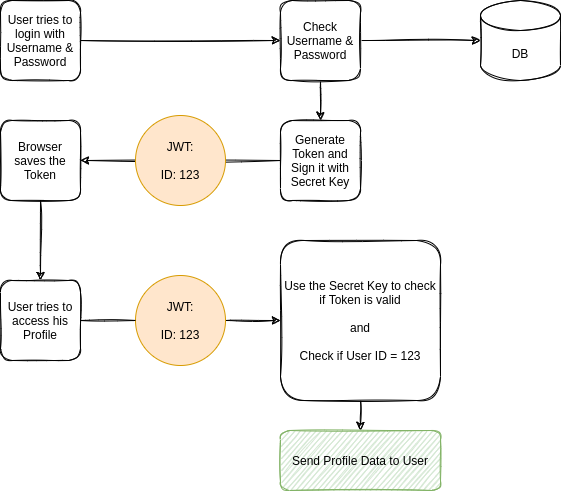 User tries to
login with
Username &
Password
Check
Username &
Password
DB
Browser
saves the
Token
JWT:
ID: 123
Generate
Token and
Sign it with
Secret Key
User tries to
access his
Profile
JWT:
ID: 123
Use the Secret Key to check
if Token is valid
and
Check if User ID = 123
Send Profile Data to User